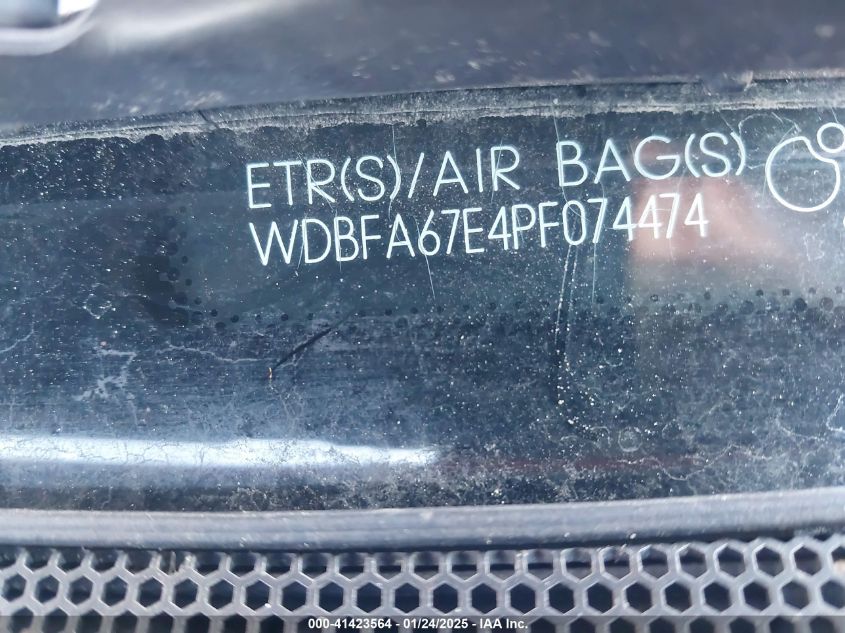 ETR(S)/AIR BAG(S)
WDBFA67E4PF074474
000-41423564 - 01/24/2025 - IAA Inc.